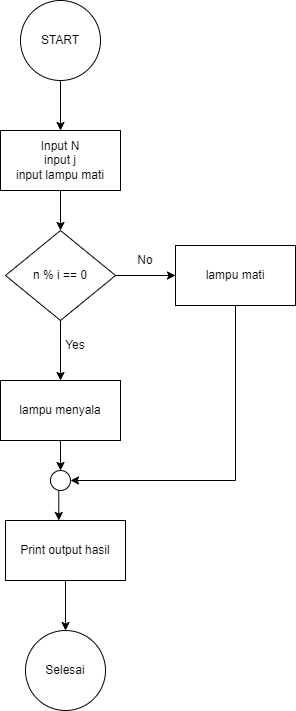 START
Input N
input j
input lampu mati
n % i == 0
No
lampu mati
Yes
lampu menyala
Print output hasil
Selesai